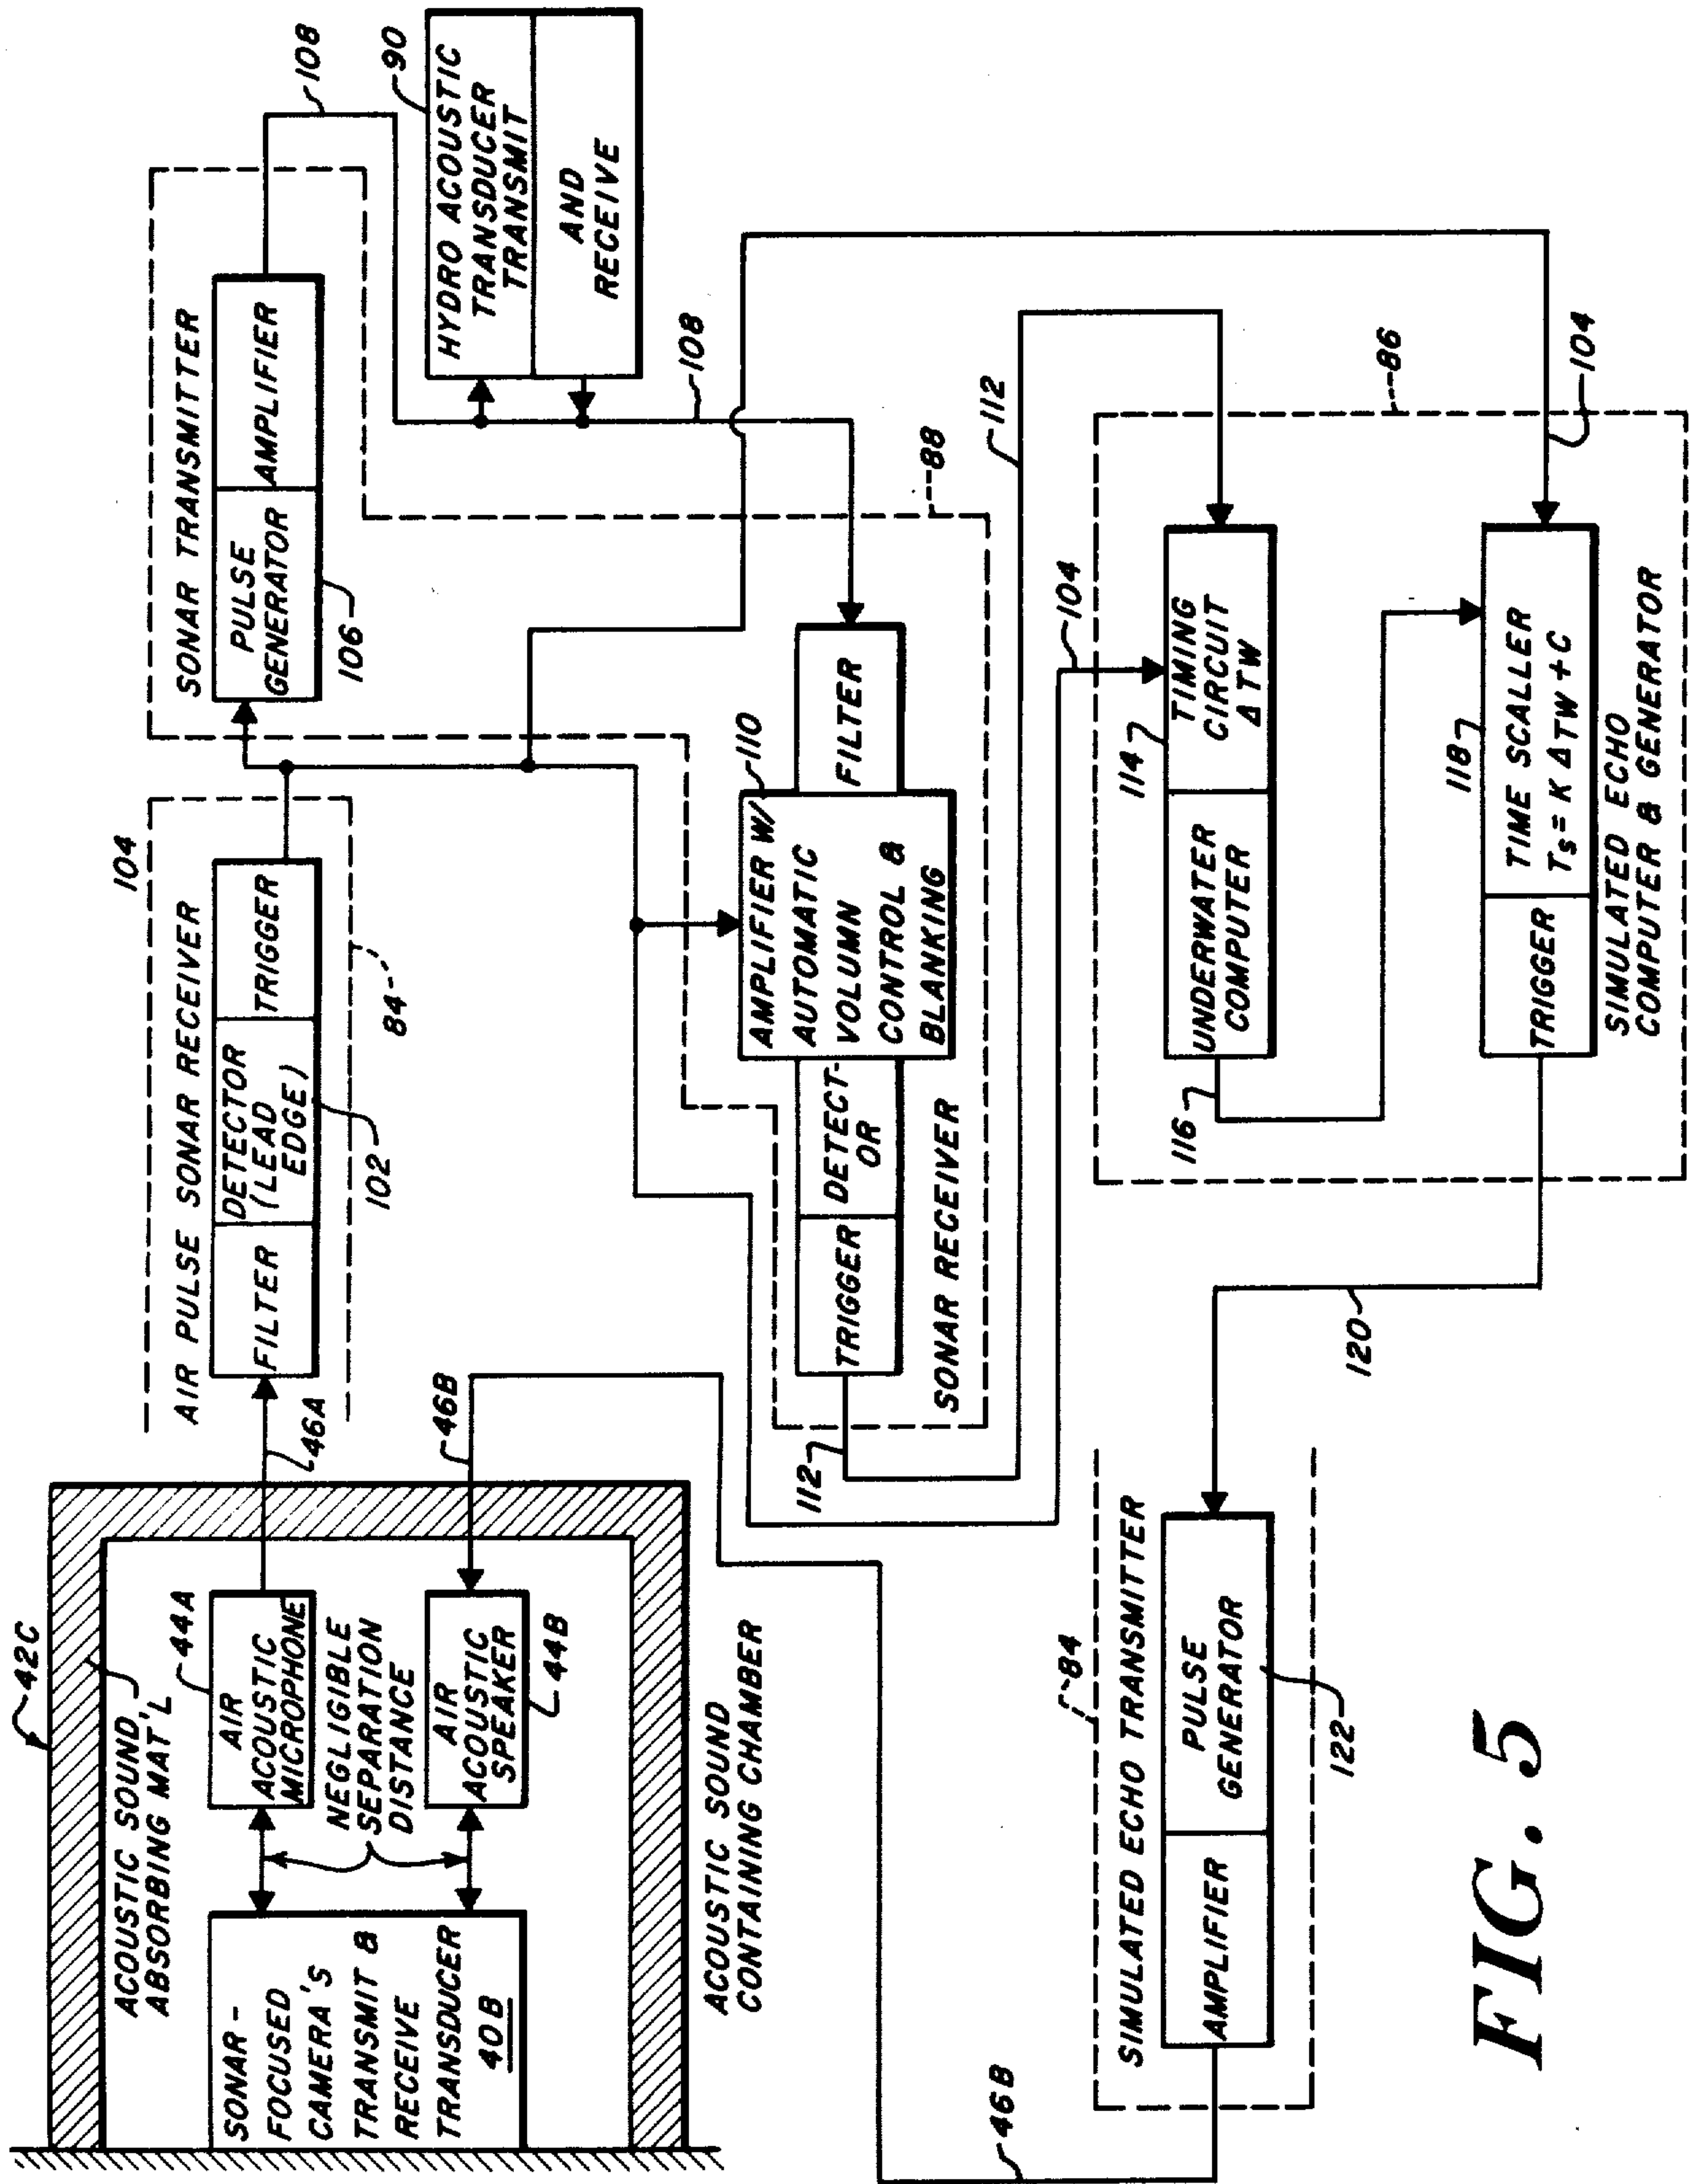 42C
ACOUSTIC SOUND
ABSORBING MAT'L
SONAR-
FOCUSED
CAMERA'S
TRANSMIT &
RECEIVE
TRANSDUCER
40B
44A
AIR
ACOUSTIC
MICROPHONE
NEGLIGIBLE
SEPARATION
DISTANCE
AIR
ACOUSTIC
SPEAKER
44B
ACOUSTIC SOUND
CONTAINING CHAMBER
46A
46B
104
AIR PULSE SONAR RECEIVER
FILTER
DETECTOR
(LEAD
EDGE)
TRIGGER
102
84
SONAR TRANSMITTER
PULSE
GENERATOR
AMPLIFIER
106
108
90
HYDRO ACOUSTIC
TRANSDUCER
TRANSMIT
AND
RECEIVE
108
88
110
TRIGGER
DETECT-
OR
AMPLIFIER W/
AUTOMATIC
VOLUMN
CONTROL &
BLANKING
FILTER
SONAR RECEIVER
112
112
104
86
114
UNDERWATER
COMPUTER
TIMING
CIRCUIT
Δ TW
116
118
TRIGGER
TIME SCALLER
Ts = K Δ TW + C
104
SIMULATED ECHO
COMPUTER & GENERATOR
120
84
SIMULATED ECHO TRANSMITTER
AMPLIFIER
PULSE
GENERATOR
122
46B
FIG. 5